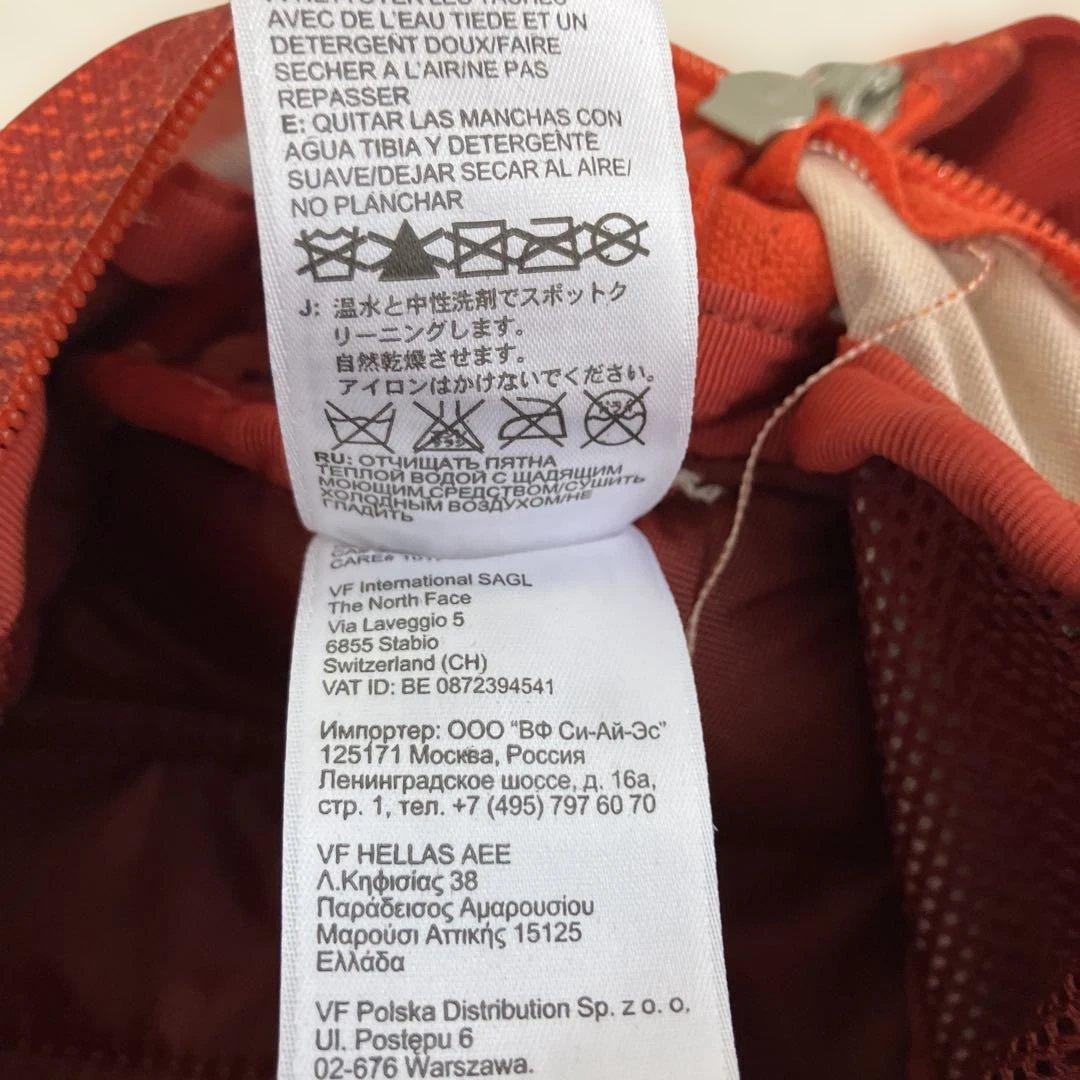 AVEC DE L'EAU TIEDE ET UN
DETERGENT DOUX/FAIRE
SECHER A L'AIR/NE PAS
REPASSER
E: QUITAR LAS MANCHAS CON
AGUA TIBIA Y DETERGENTE
SUAVE/DEJAR SECAR AL AIRE/
NO PLANCHAR
J: 温水と中性洗剤でスポットク
リーニングします。
自然乾燥させます。
アイロンはかけないでください。
RU: ОТЧИЩАТЬ ПЯТНА
ТЕПЛОЙ ВОДОЙ С ЩАДЯЩИМ
МОЮЩИМ СРЕДСТВОМ/СУШИТЬ
ХОЛОДНЫМ ВОЗДУХОМ/НЕ
ГЛАДИТЬ
CARE#
VF International SAGL
The North Face
Via Laveggio 5
6855 Stabio
Switzerland (CH)
VAT ID: BE 0872394541
Импортер: ООО “ВФ Си-Ай-Эс”
125171 Москва, Россия
Ленинградское шоссе, д. 16а,
стр. 1, тел. +7 (495) 797 60 70
VF HELLAS AEE
Λ.Κηφισίας 38
Παράδεισος Αμαρουσίου
Μαρούσι Αττικής 15125
Ελλάδα
VF Polska Distribution Sp. z o. o.
Ul. Postępu 6
02-676 Warszawa.